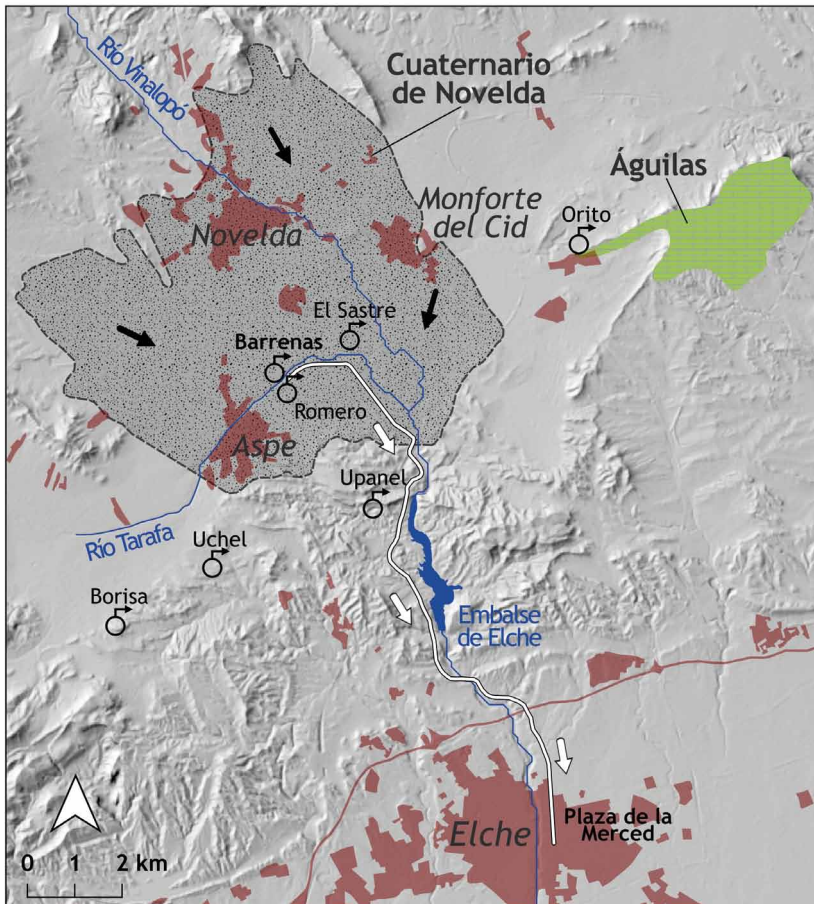 Río Vinalopó
Cuaternario
de Novelda
Águilas
Monforte
del Cid
Orito
Novelda
El Sastre
Barrenas
Romero
Aspe
Upanel
Río Tarafa
Uchel
Borisa
Embalse
de Elche
Plaza de la
Merced
Elche
0 1 2 km